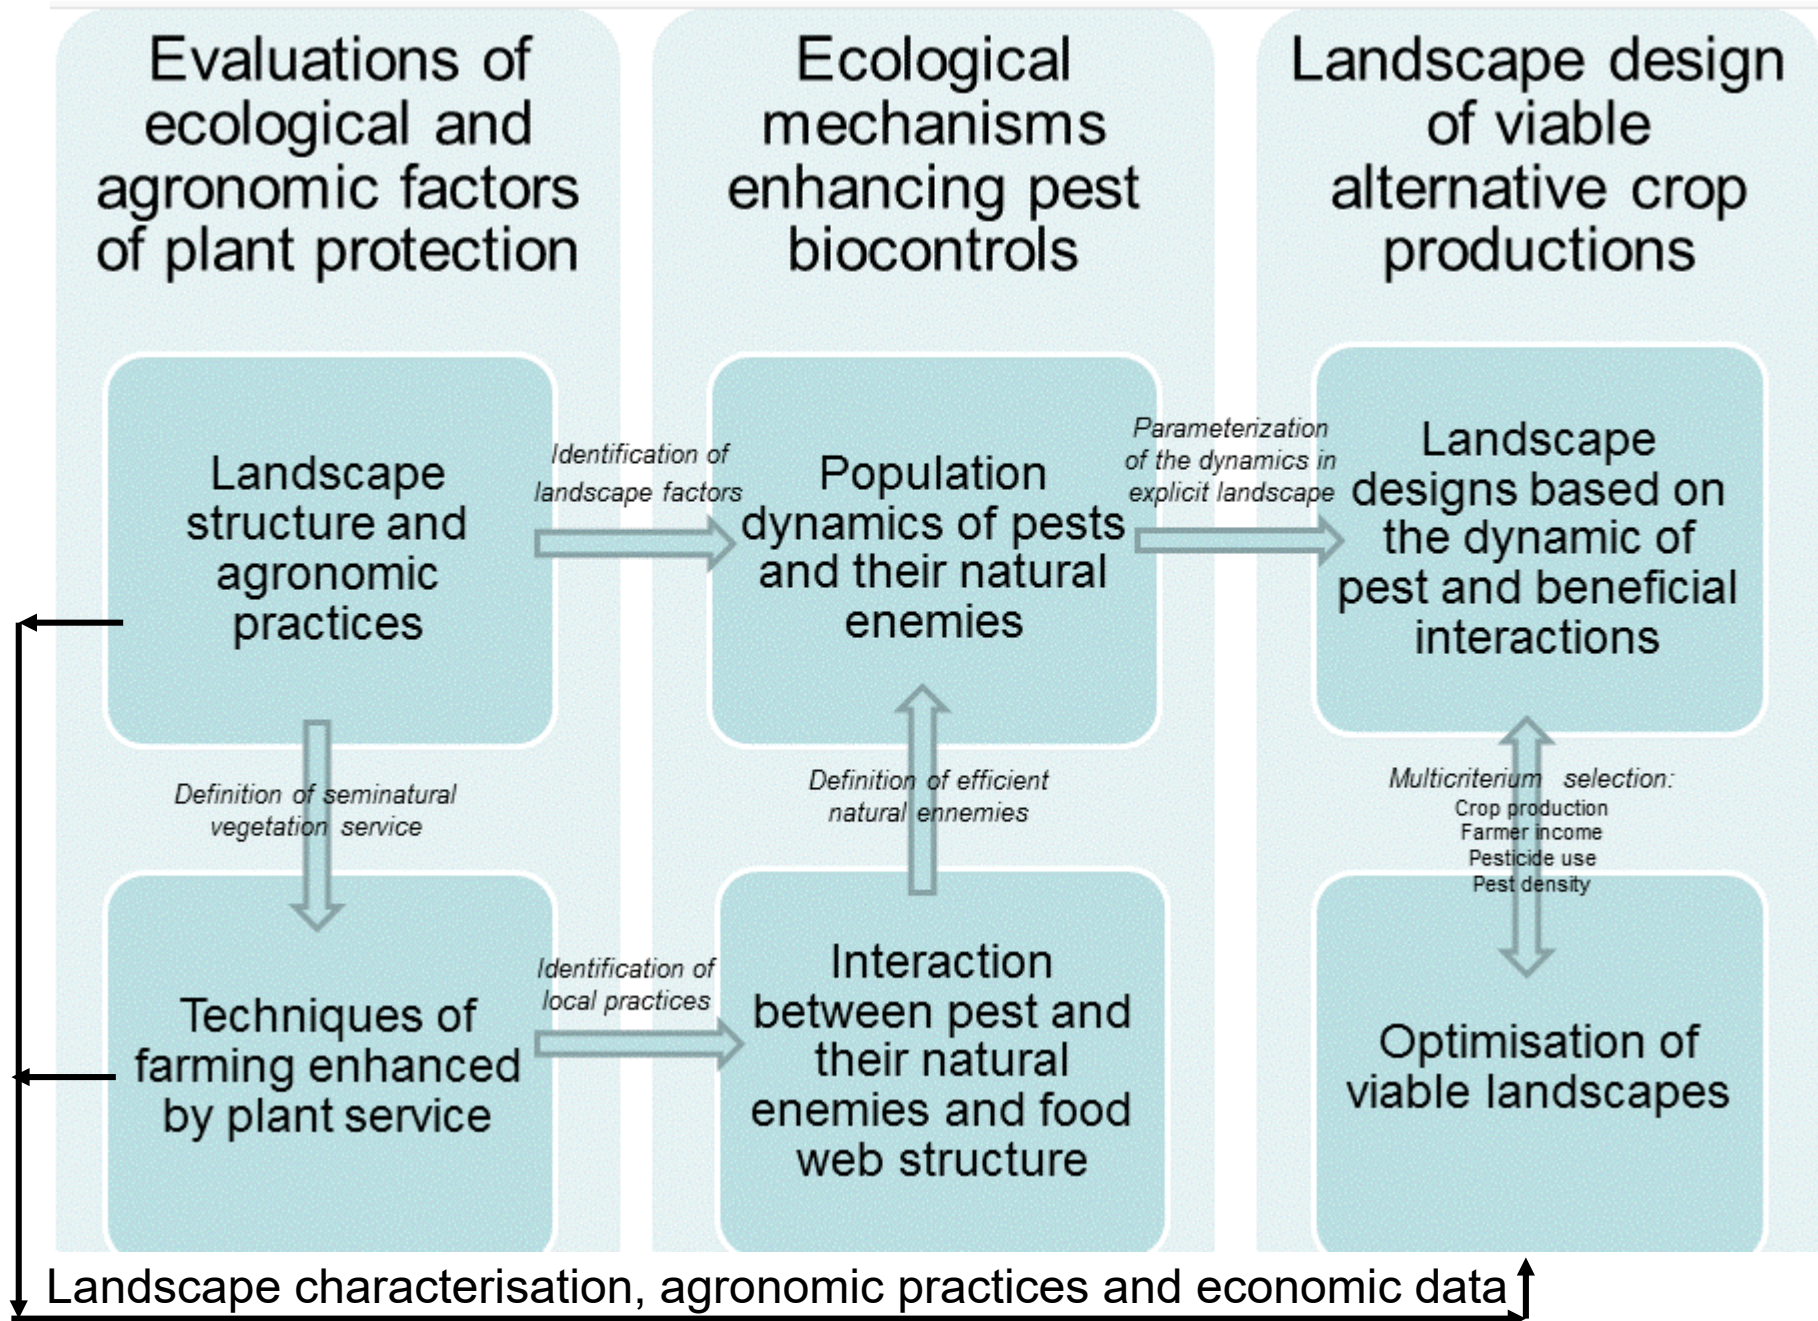 Evaluations of
ecological and
agronomic factors
of plant protection
Ecological
mechanisms
enhancing pest
biocontrols
Landscape design
of viable
alternative crop
productions
Landscape
structure and
agronomic
practices
Identification of
landscape factors
Population
dynamics of pests
and their natural
enemies
Parameterization
of the dynamics in
explicit landscape
Landscape
designs based on
the dynamic of
pest and beneficial
interactions
Definition of seminatural
vegetation service
Definition of efficient
natural ennemies
Multicriterium selection:
Crop production
Farmer income
Pesticide use
Pest density
Techniques of
farming enhanced
by plant service
Identification of
local practices
Interaction
between pest and
their natural
enemies and food
web structure
Optimisation of
viable landscapes
Landscape characterisation, agronomic practices and economic data